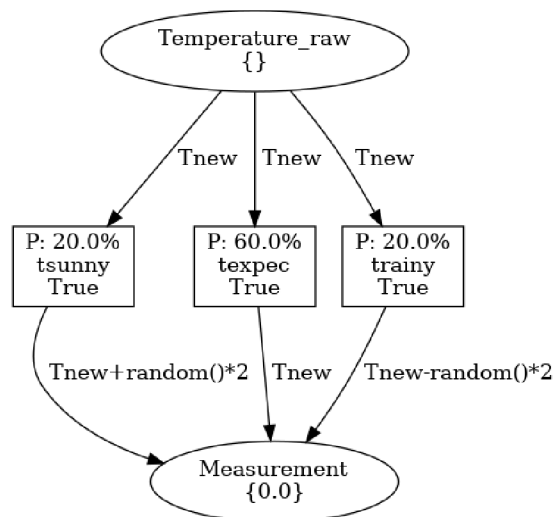 Temperature_raw
{}
Tnew
Tnew
Tnew
P: 20.0%
tsunny
True
P: 60.0%
texpec
True
P: 20.0%
trainy
True
Tnew+random()*2
Tnew
Tnew-random()*2
Measurement
{0.0}